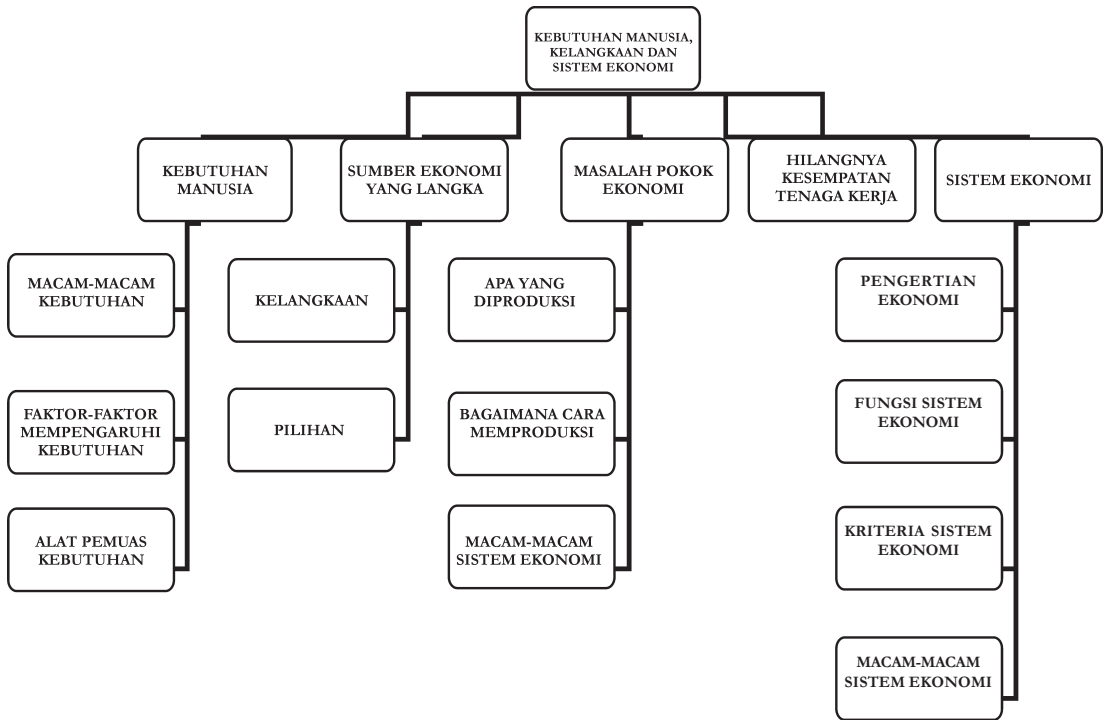 KEBUTUHAN MANUSIA,
KELANGKAAN DAN
SISTEM EKONOMI
KEBUTUHAN
MANUSIA
SUMBER EKONOMI
YANG LANGKA
MASALAH POKOK
EKONOMI
HILANGNYA
KESEMPATAN
TENAGA KERJA
SISTEM EKONOMI
MACAM-MACAM
KEBUTUHAN
FAKTOR-FAKTOR
MEMPENGARUHI
KEBUTUHAN
ALAT PEMUAS
KEBUTUHAN
KELANGKAAN
PILIHAN
APA YANG
DIPRODUKSI
BAGAIMANA CARA
MEMPRODUKSI
MACAM-MACAM
SISTEM EKONOMI
PENGERTIAN
EKONOMI
FUNGSI SISTEM
EKONOMI
KRITERIA SISTEM
EKONOMI
MACAM-MACAM
SISTEM EKONOMI